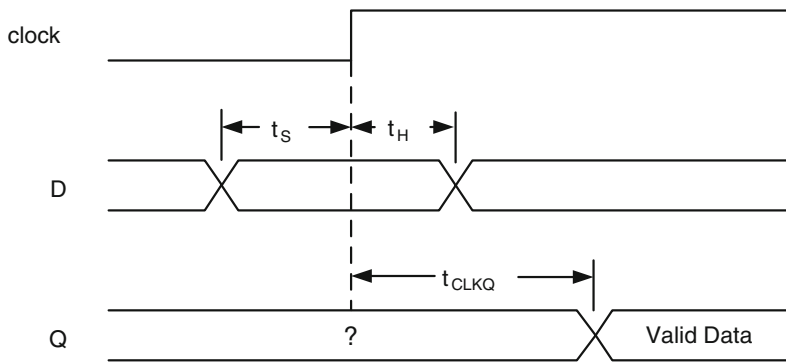 clock
tS
tH
D
tCLKQ
Q
?
Valid Data